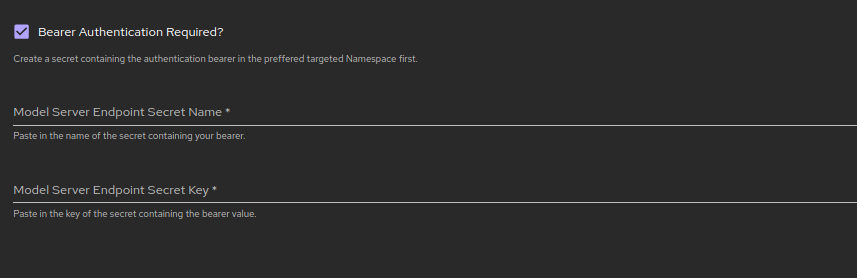 Bearer Authentication Required?
Create a secret containing the authentication bearer in the preffered targeted Namespace first.
Model Server Endpoint Secret Name *
Paste in the name of the secret containing your bearer.
Model Server Endpoint Secret Key *
Paste in the key of the secret containing the bearer value.